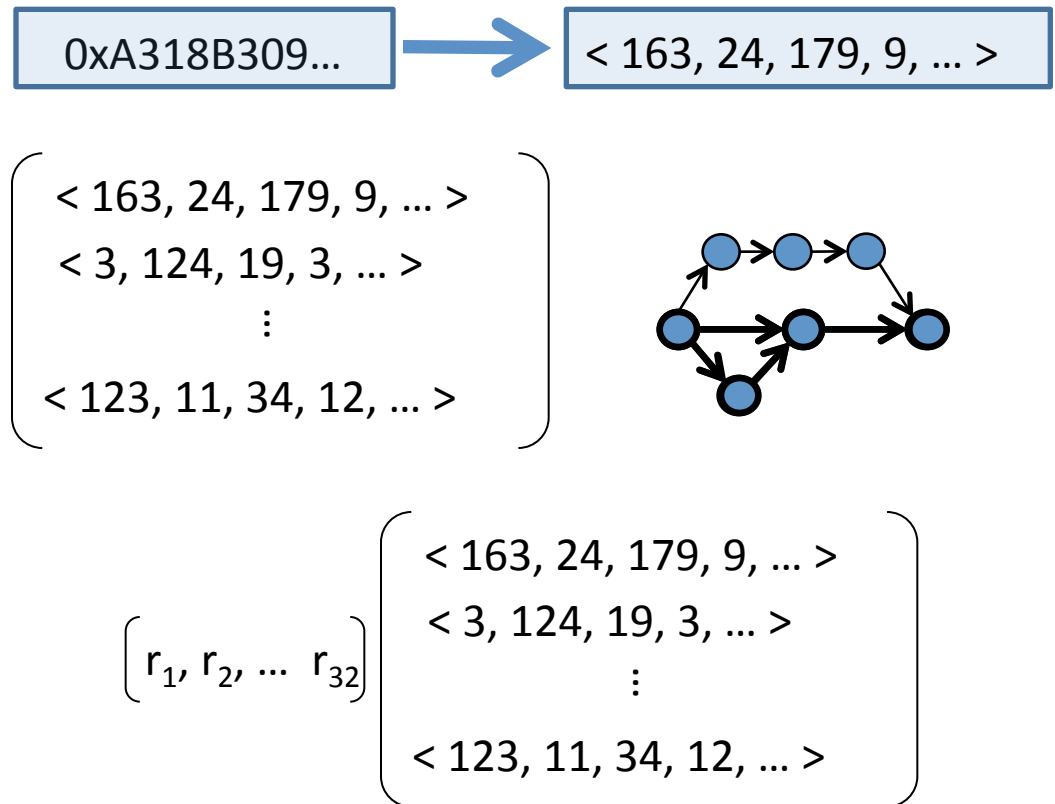 0xA318B309…
< 163, 24, 179, 9, … >
< 163, 24, 179, 9, … >
< 3, 124, 19, 3, … >
⋮
< 123, 11, 34, 12, … >
< 163, 24, 179, 9, … >
< 3, 124, 19, 3, … >
r₁, r₂, … r₃₂
⋮
< 123, 11, 34, 12, … >